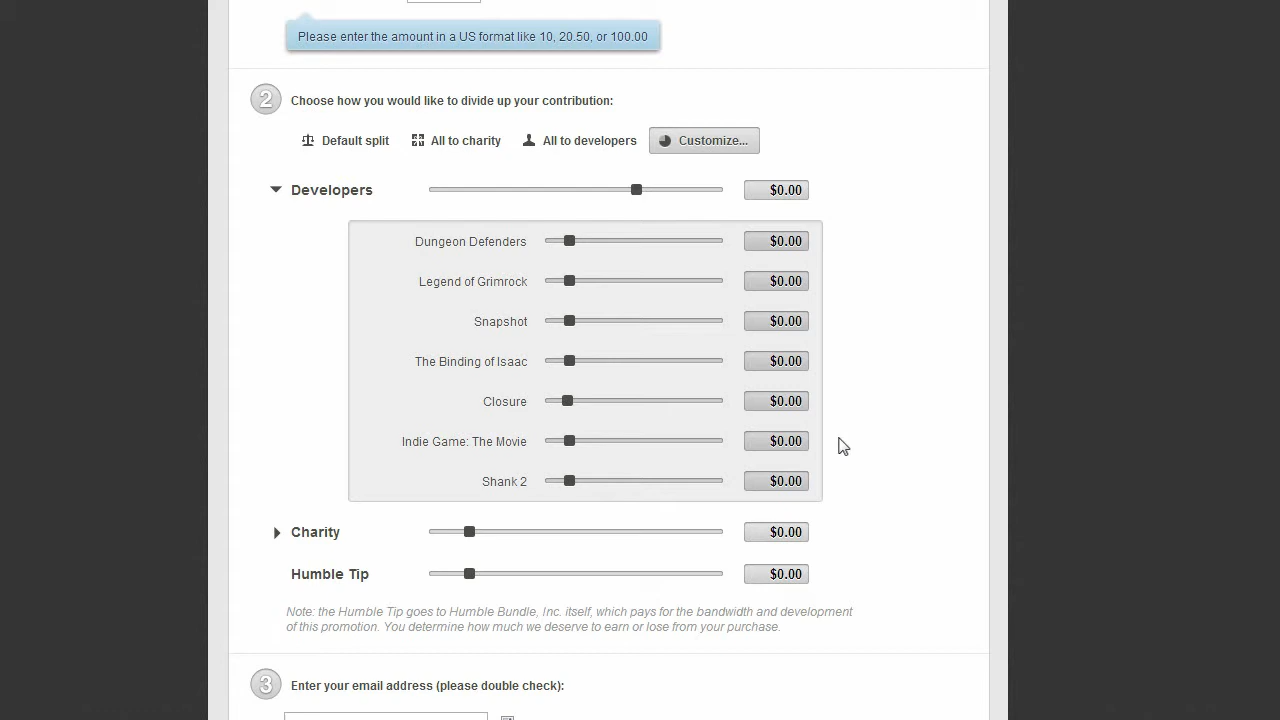 Please enter the amount in a US format like 10, 20.50, or 100.00
2 Choose how you would like to divide up your contribution:
Default split All to charity All to developers Customize...
Developers $0.00
Dungeon Defenders $0.00
Legend of Grimrock $0.00
Snapshot $0.00
The Binding of Isaac $0.00
Closure $0.00
Indie Game: The Movie $0.00
Shank 2 $0.00
Charity $0.00
Humble Tip $0.00
Note: the Humble Tip goes to Humble Bundle, Inc. itself, which pays for the bandwidth and development
of this promotion. You determine how much we deserve to earn or lose from your purchase.
3 Enter your email address (please double check):